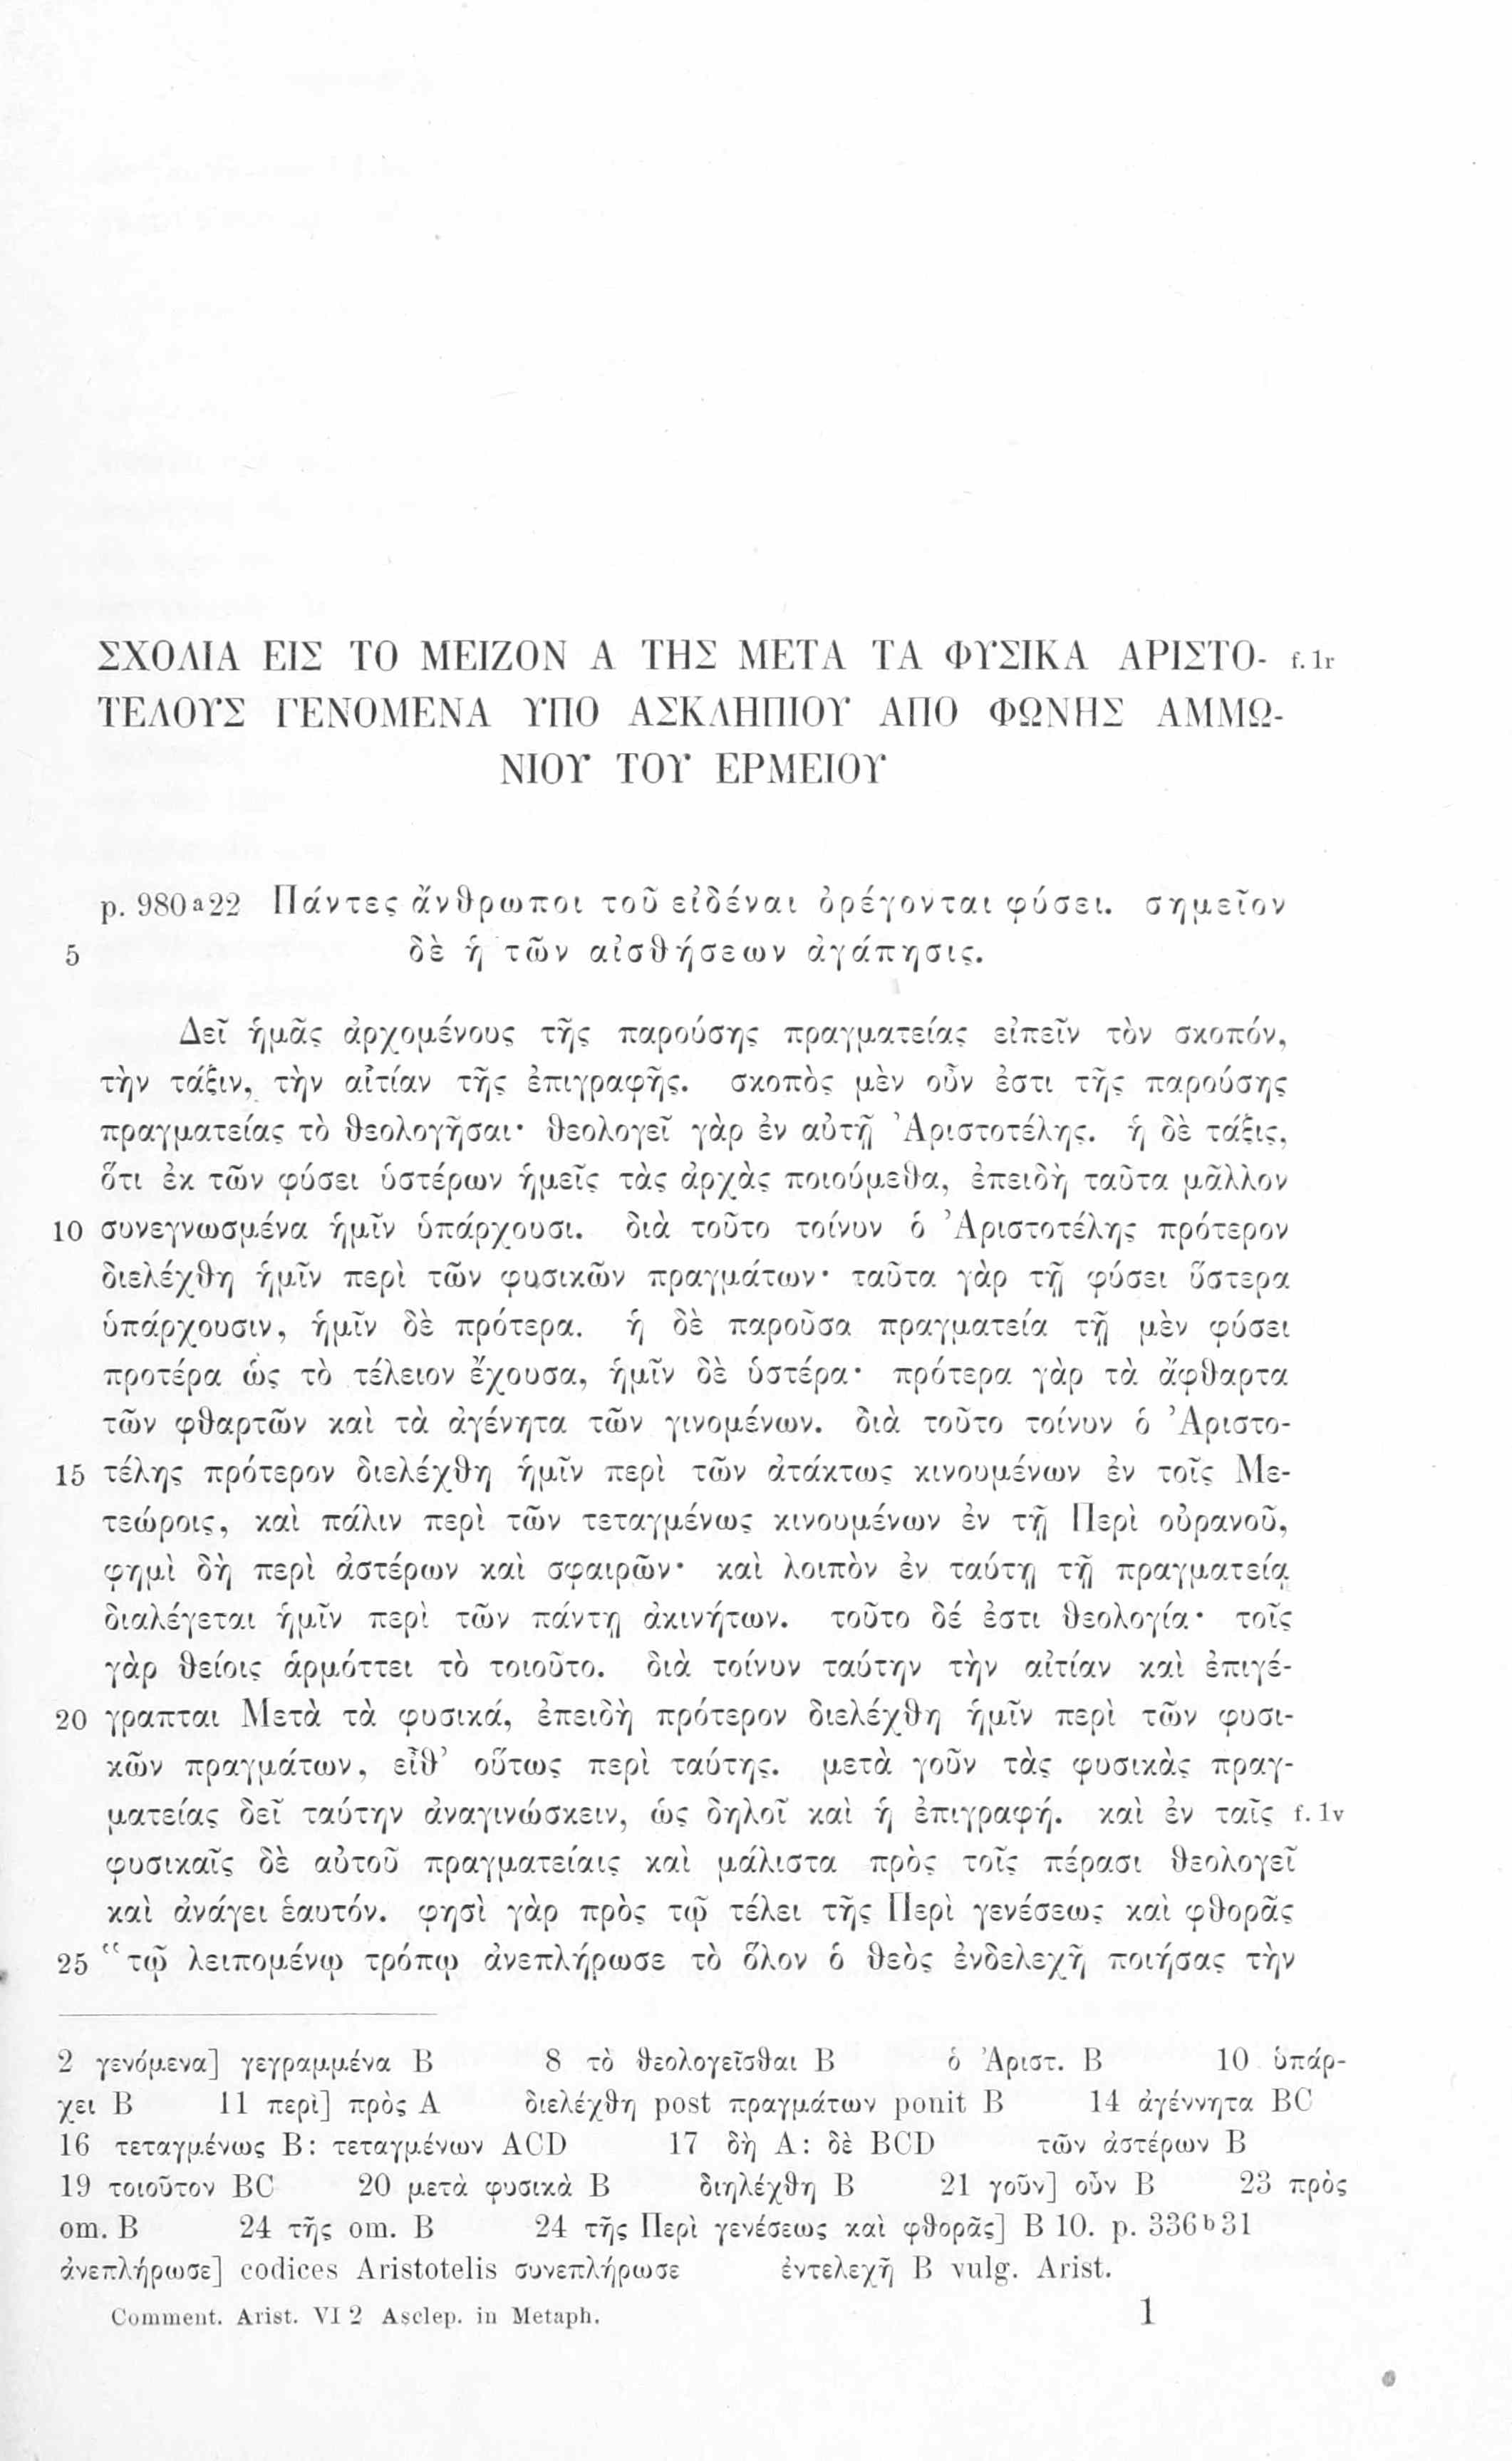 ΣΧΟΛΙΑ ΕΙΣ ΤΟ ΜΕΙΖΟΝ Α ΤΗΣ ΜΕΤΑ ΤΑ ΦΥΣΙΚΑ ΑΡΙΣΤΟ- f. 1r
ΤΕΛΟΥΣ ΓΕΝΟΜΕΝΑ ΥΠΟ ΑΣΚΛΗΠΙΟΥ ΑΠΟ ΦΩΝΗΣ ΑΜΜΩ-
ΝΙΟΥ ΤΟΥ ΕΡΜΕΙΟΥ
p. 980a22 Πάντες ἄνθρωποι τοῦ εἰδέναι ὀρέγονται φύσει. σημεῖον
5 δὲ ἡ τῶν αἰσθήσεων ἀγάπησις.
Δεῖ ἡμᾶς ἀρχομένους τῆς παρούσης πραγματείας εἰπεῖν τὸν σκοπόν,
τὴν τάξιν, τὴν αἰτίαν τῆς ἐπιγραφῆς. σκοπὸς μὲν οὖν ἐστι τῆς παρούσης
πραγματείας τὸ θεολογῆσαι· θεολογεῖ γὰρ ἐν αὐτῇ Ἀριστοτέλης. ἡ δὲ τάξις,
ὅτι ἐκ τῶν φύσει ὑστέρων ἡμεῖς τὰς ἀρχὰς ποιούμεθα, ἐπειδὴ ταῦτα μᾶλλον
10 συνεγνωσμένα ἡμῖν ὑπάρχουσι. διὰ τοῦτο τοίνυν ὁ Ἀριστοτέλης πρότερον
διελέχθη ἡμῖν περὶ τῶν φυσικῶν πραγμάτων· ταῦτα γὰρ τῇ φύσει ὕστερα
ὑπάρχουσιν, ἡμῖν δὲ πρότερα. ἡ δὲ παροῦσα πραγματεία τῇ μὲν φύσει
προτέρα ὡς τὸ τέλειον ἔχουσα, ἡμῖν δὲ ὑστέρα· πρότερα γὰρ τὰ ἄφθαρτα
τῶν φθαρτῶν καὶ τὰ ἀγένητα τῶν γινομένων. διὰ τοῦτο τοίνυν ὁ Ἀριστο-
15 τέλης πρότερον διελέχθη ἡμῖν περὶ τῶν ἀτάκτως κινουμένων ἐν τοῖς Με-
τεώροις, καὶ πάλιν περὶ τῶν τεταγμένως κινουμένων ἐν τῇ Περὶ οὐρανοῦ,
φημὶ δὴ περὶ ἀστέρων καὶ σφαιρῶν· καὶ λοιπὸν ἐν ταύτῃ τῇ πραγματείᾳ
διαλέγεται ἡμῖν περὶ τῶν πάντῃ ἀκινήτων. τοῦτο δέ ἐστι θεολογία· τοῖς
γὰρ θείοις ἁρμόττει τὸ τοιοῦτο. διὰ τοίνυν ταύτην τὴν αἰτίαν καὶ ἐπιγέ-
20 γραπται Μετὰ τὰ φυσικά, ἐπειδὴ πρότερον διελέχθη ἡμῖν περὶ τῶν φυσι-
κῶν πραγμάτων, εἶθ' οὕτως περὶ ταύτης. μετὰ γοῦν τὰς φυσικὰς πραγ-
ματείας δεῖ ταύτην ἀναγινώσκειν, ὡς δηλοῖ καὶ ἡ ἐπιγραφή. καὶ ἐν ταῖς f. 1v
φυσικαῖς δὲ αὐτοῦ πραγματείαις καὶ μάλιστα πρὸς τοῖς πέρασι θεολογεῖ
καὶ ἀνάγει ἑαυτόν. φησὶ γὰρ πρὸς τῷ τέλει τῆς Περὶ γενέσεως καὶ φθορᾶς
25 "τῷ λειπομένῳ τρόπῳ ἀνεπλήρωσε τὸ ὅλον ὁ θεὸς ἐνδελεχῆ ποιήσας τὴν
2 γενόμενα] γεγραμμένα B 8 τὸ θεολογεῖσθαι B ὁ Ἀριστ. B 10 ὑπάρ-
χει B 11 περὶ] πρὸς A διελέχθη post πραγμάτων ponit B 14 ἀγέννητα BC
16 τεταγμένως B: τεταγμένων ACD 17 δὴ A: δὲ BCD τῶν ἀστέρων B
19 τοιοῦτον BC 20 μετὰ φυσικὰ B διηλέχθη B 21 γοῦν] οὖν B 23 πρὸς
om. B 24 τῆς om. B 24 τῆς Περὶ γενέσεως καὶ φθορᾶς] B 10. p. 336b31
ἀνεπλήρωσε] codices Aristotelis συνεπλήρωσε ἐντελεχῆ B vulg. Arist.
Comment. Arist. VI 2 Asclep. in Metaph. 1